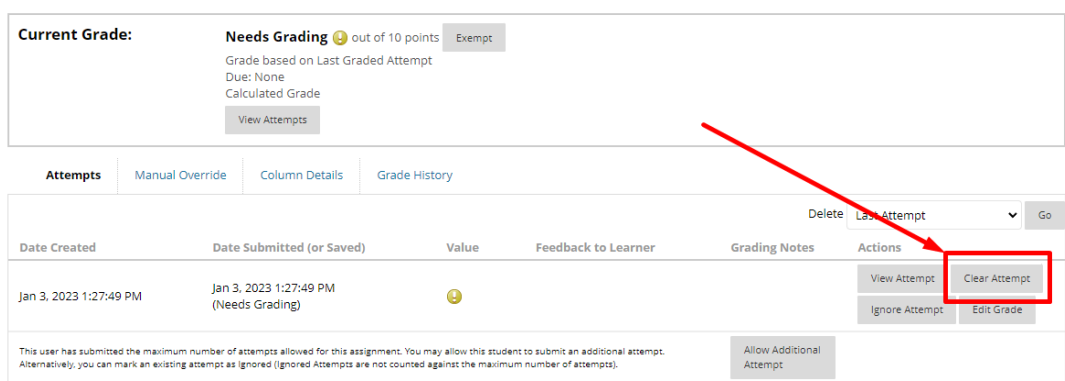 Current Grade:
Needs Grading out of 10 points Exempt
Grade based on Last Graded Attempt
Due: None
Calculated Grade
View Attempts
Attempts Manual Override Column Details Grade History
Delete Last Attempt Go
Date Created Date Submitted (or Saved) Value Feedback to Learner Grading Notes Actions
Jan 3, 2023 1:27:49 PM Jan 3, 2023 1:27:49 PM View Attempt Clear Attempt
(Needs Grading) Ignore Attempt Edit Grade
This user has submitted the maximum number of attempts allowed for this assignment. You may allow this student to submit an additional attempt.
Alternatively, you can mark an existing attempt as Ignored (Ignored Attempts are not counted against the maximum number of attempts).
Allow Additional
Attempt